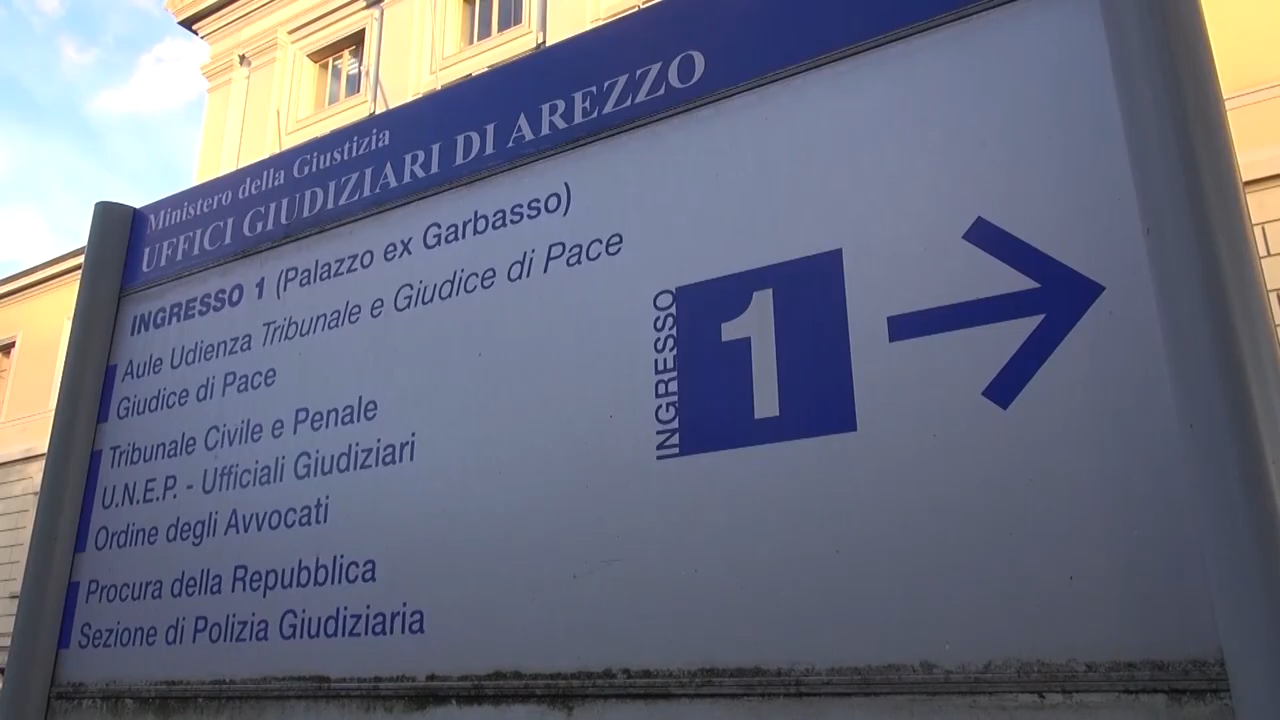 Ministero della Giustizia
UFFICI GIUDIZIARI DI AREZZO
INGRESSO 1 (Palazzo ex Garbasso)
Aule Udienza Tribunale e Giudice di Pace
Giudice di Pace
Tribunale Civile e Penale
U.N.E.P. - Ufficiali Giudiziari
Ordine degli Avvocati
Procura della Repubblica
Sezione di Polizia Giudiziaria
INGRESSO
1